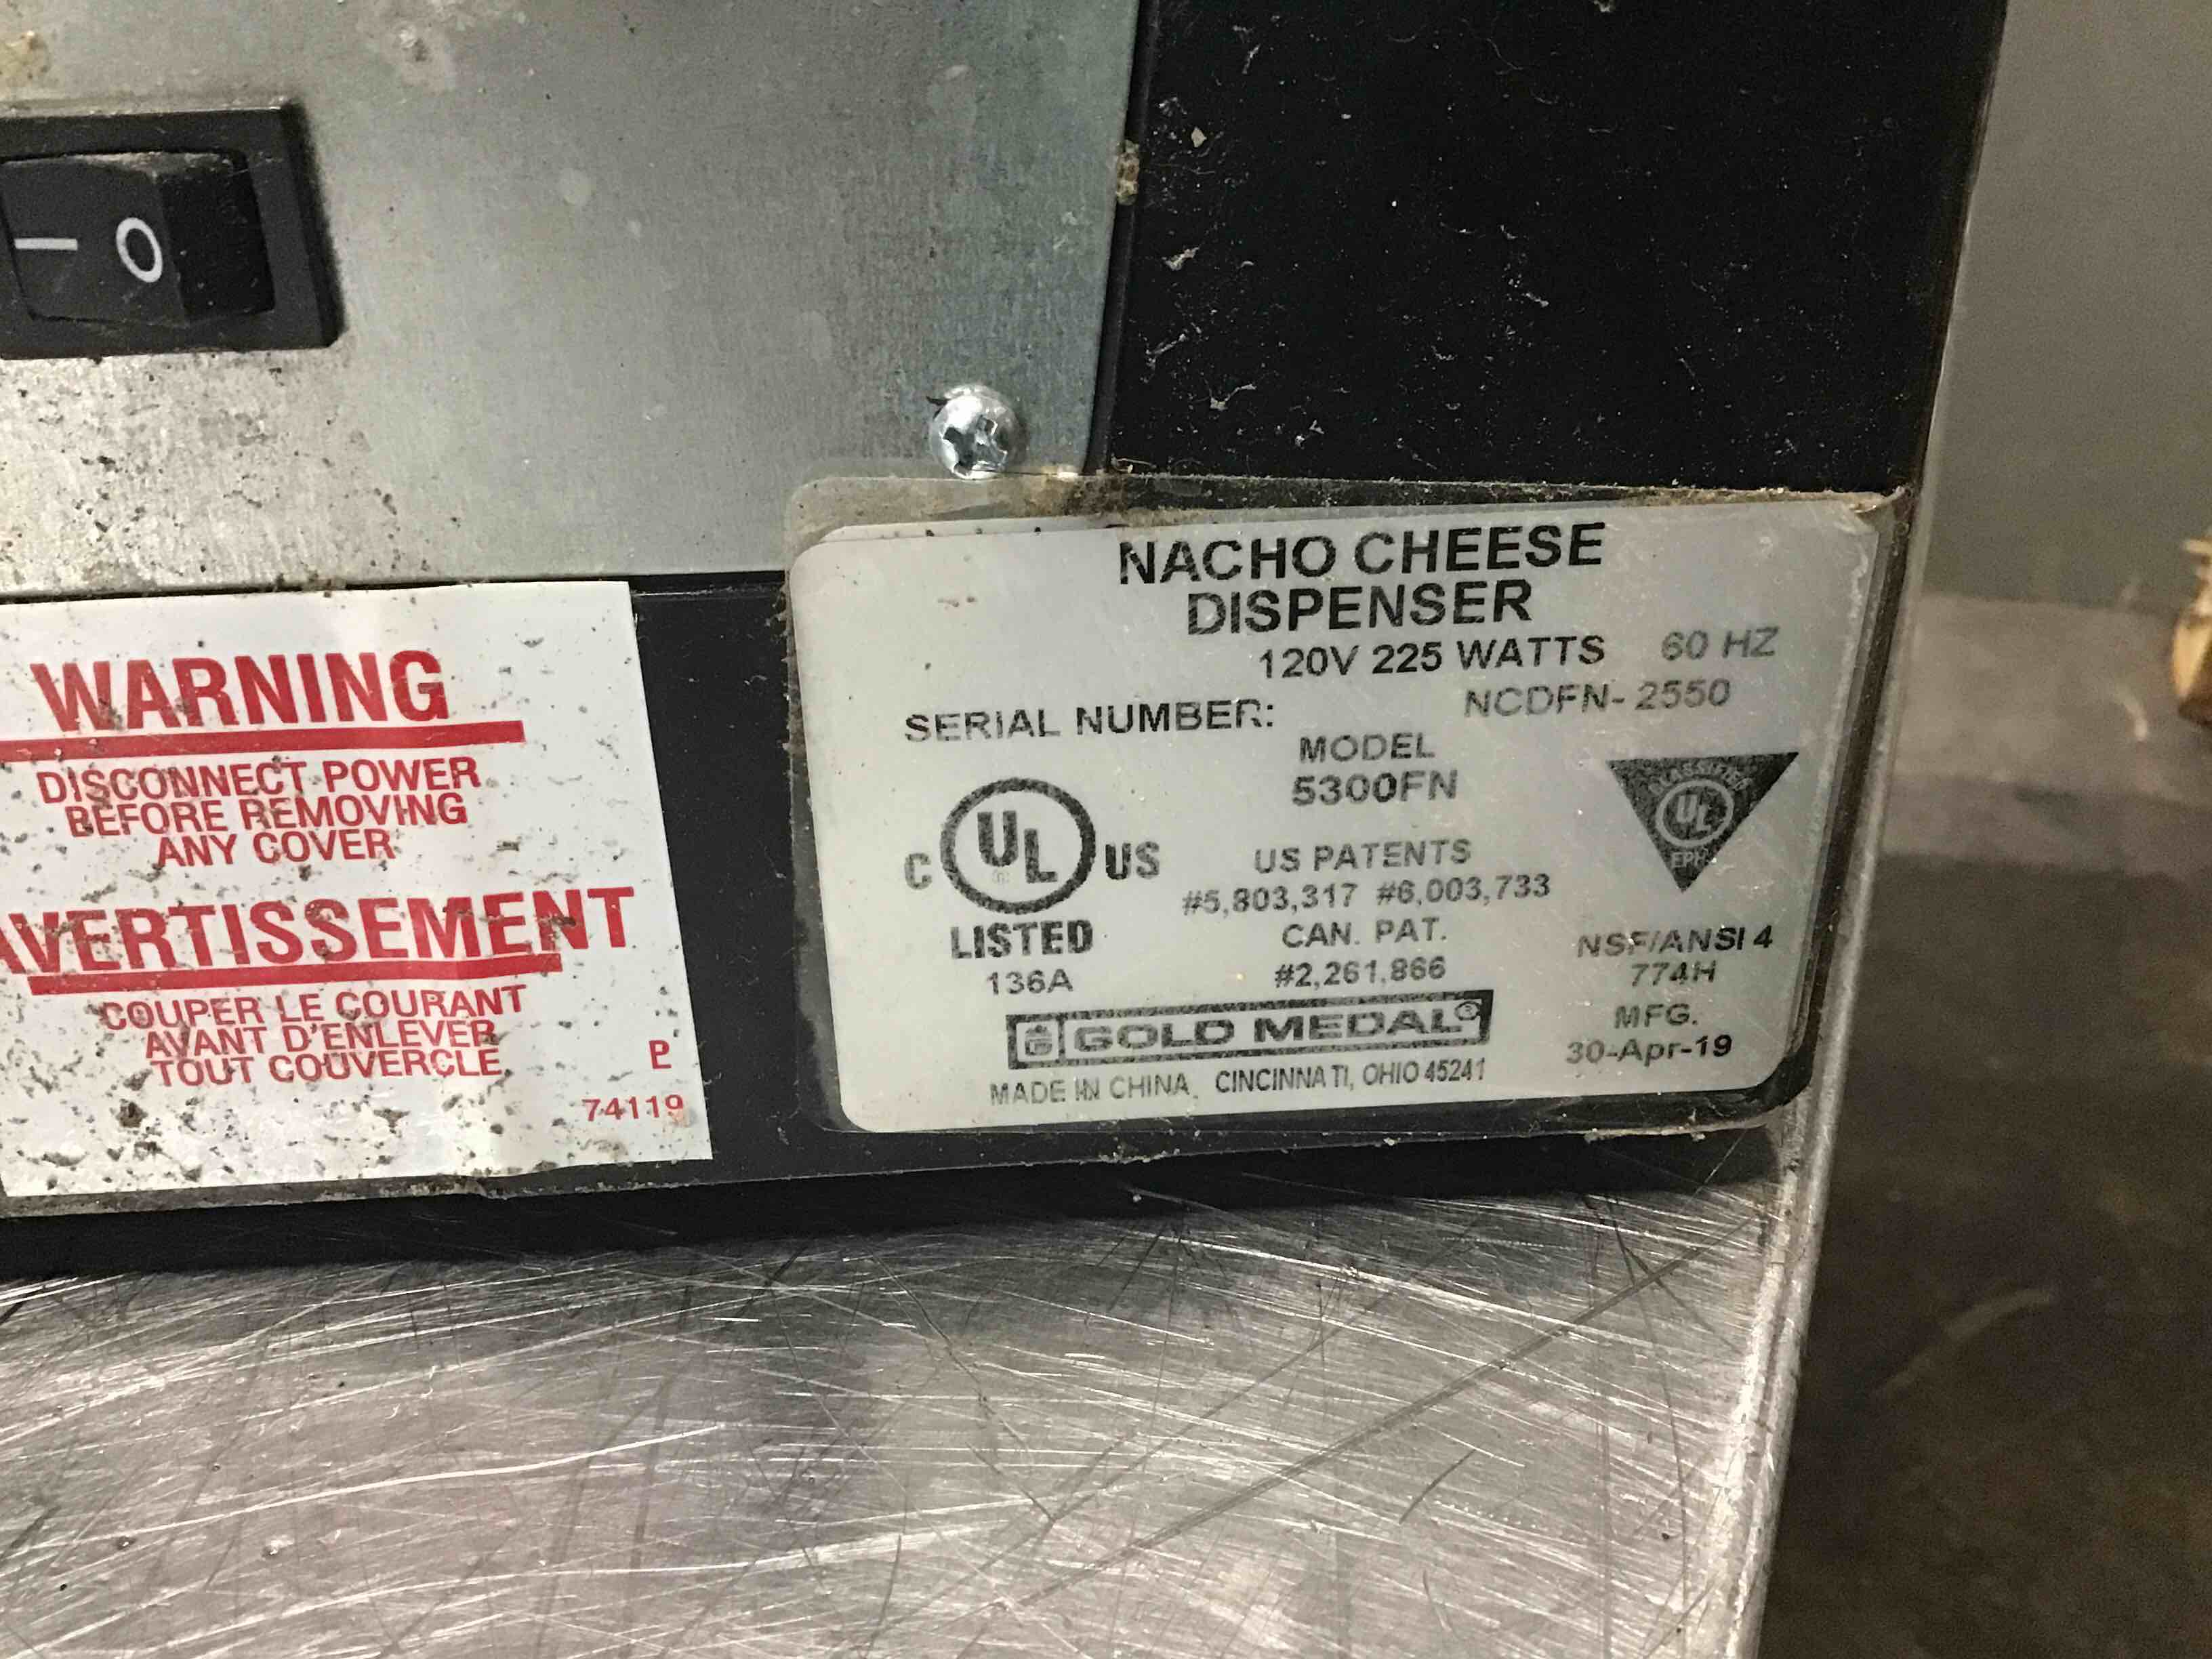 – O
WARNING
DISCONNECT POWER
BEFORE REMOVING
ANY COVER
AVERTISSEMENT
COUPER LE COURANT
AVANT D'ENLEVER
TOUT COUVERCLE
P
74119
NACHO CHEESE
DISPENSER
120V 225 WATTS 60 HZ
SERIAL NUMBER: NCDFN- 2550
MODEL
5300FN
C UL US
LISTED
136A
US PATENTS
#5,803,317 #6,003,733
CAN. PAT.
#2,261,866
CLASSIFIED
UL
EPH
NSF/ANSI 4
774H
MFG.
30-Apr-19
GOLD MEDAL®
MADE IN CHINA, CINCINNATI, OHIO 45241